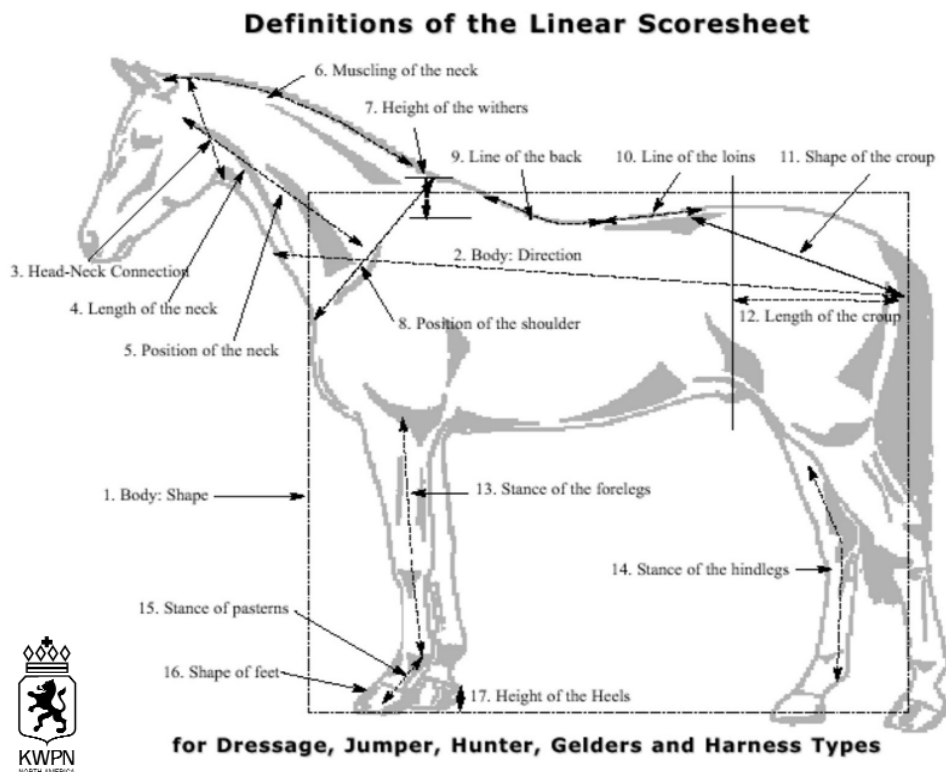 Definitions of the Linear Scoresheet
6. Muscling of the neck
7. Height of the withers
9. Line of the back
10. Line of the loins
11. Shape of the croup
3. Head-Neck Connection
2. Body: Direction
4. Length of the neck
8. Position of the shoulder
12. Length of the croup
5. Position of the neck
1. Body: Shape
13. Stance of the forelegs
14. Stance of the hindlegs
15. Stance of pasterns
16. Shape of feet
17. Height of the Heels
KWPN
NORTH AMERICA
for Dressage, Jumper, Hunter, Gelders and Harness Types